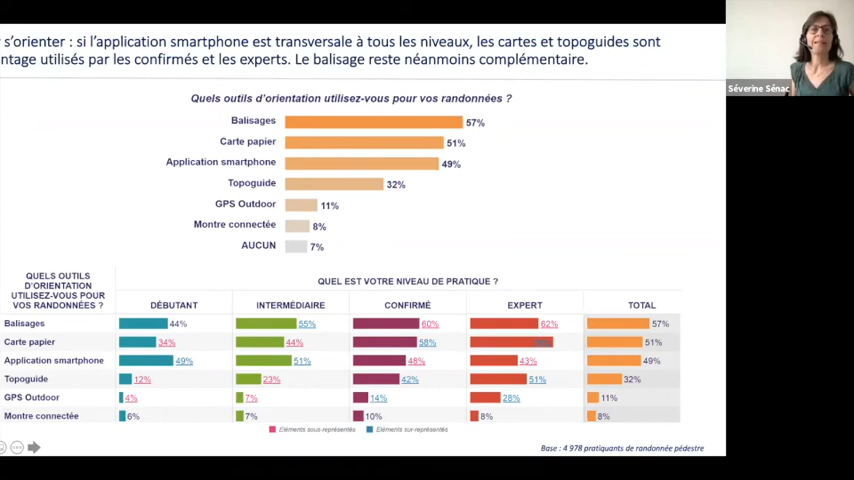 s'orienter : si l'application smartphone est transversale à tous les niveaux, les cartes et topoguides sont
ntage utilisés par les confirmés et les experts. Le balisage reste néanmoins complémentaire.
Séverine Sénac
Quels outils d'orientation utilisez-vous pour vos randonnées ?
Balisages 57%
Carte papier 51%
Application smartphone 49%
Topoguide 32%
GPS Outdoor 11%
Montre connectée 8%
AUCUN 7%
QUELS OUTILS
D'ORIENTATION
UTILISEZ-VOUS POUR
VOS RANDONNÉES ?
QUEL EST VOTRE NIVEAU DE PRATIQUE ?
DÉBUTANT INTERMÉDIAIRE CONFIRMÉ EXPERT TOTAL
Balisages 44% 55% 60% 62% 57%
Carte papier 34% 44% 58% 51%
Application smartphone 49% 51% 48% 43% 49%
Topoguide 12% 23% 42% 51% 32%
GPS Outdoor 4% 7% 14% 28% 11%
Montre connectée 6% 7% 10% 8% 8%
Eléments sous-représentés Eléments sur-représentés
Base : 4 978 pratiquants de randonnée pédestre